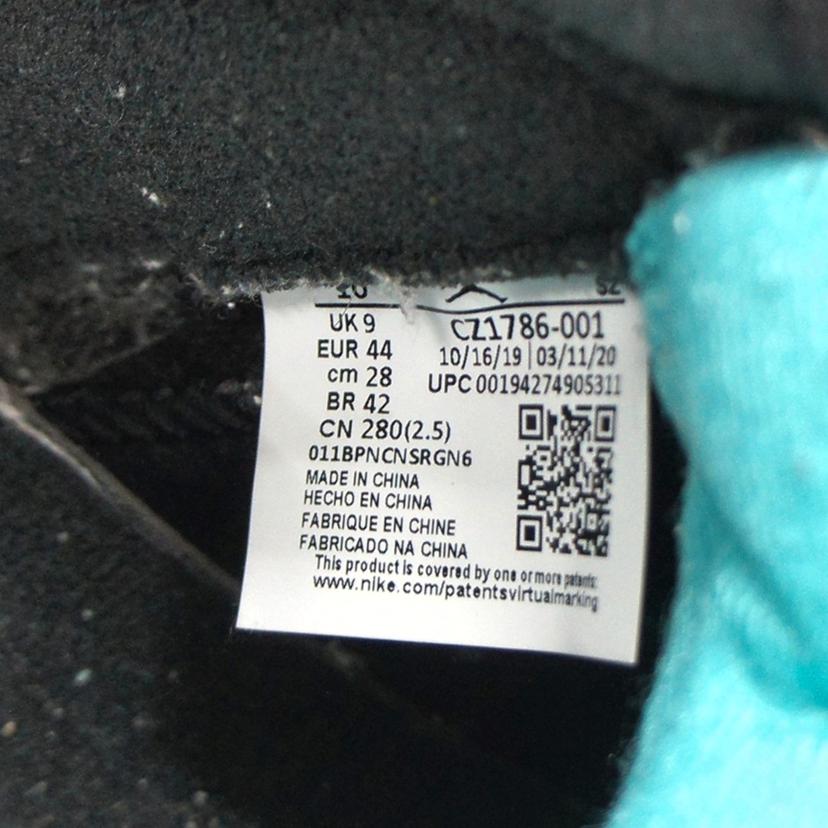 10 SZ
UK 9 CZ1786-001
EUR 44 10/16/19 | 03/11/20
cm 28 UPC 00194274905311
BR 42
CN 280(2.5)
011BPNCNSRGN6
MADE IN CHINA
HECHO EN CHINA
FABRIQUE EN CHINE
FABRICADO NA CHINA
This product is covered by one or more patents:
www.nike.com/patentsvirtualmarking